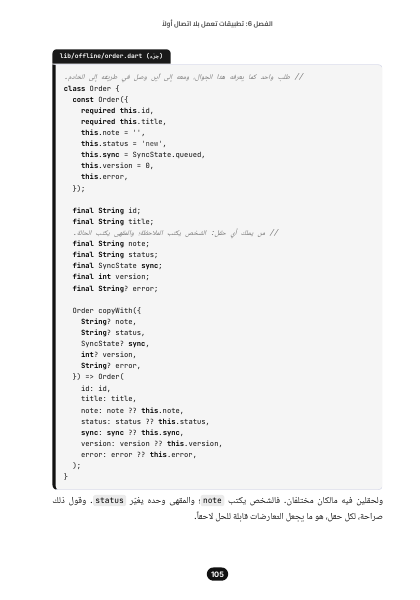 الفصل 6: تطبيقات تعمل بلا اتصال أولاً
lib/offline/order.dart (جزء)
// طلب واحد كما يعرفه هذا الجوال، ومعه إلى أين وصل في طريقه إلى الخادم.
class Order {
  const Order({
    required this.id,
    required this.title,
    this.note = '',
    this.status = 'new',
    this.sync = SyncState.queued,
    this.version = 0,
    this.error,
  });

  final String id;
  final String title;
  // من يملك أي حقل: الشخص يكتب الملاحظة؛ والمقهى يكتب الحالة.
  final String note;
  final String status;
  final SyncState sync;
  final int version;
  final String? error;

  Order copyWith({
    String? note,
    String? status,
    SyncState? sync,
    int? version,
    String? error,
  }) => Order(
    id: id,
    title: title,
    note: note ?? this.note,
    status: status ?? this.status,
    sync: sync ?? this.sync,
    version: version ?? this.version,
    error: error ?? this.error,
  );
}
ولحقلين فيه مالكان مختلفان. فالشخص يكتب note؛ والمقهى وحده يغيّر status. وقول ذلك
صراحة، لكل حقل، هو ما يجعل التعارضات قابلة للحل لاحقاً.
105